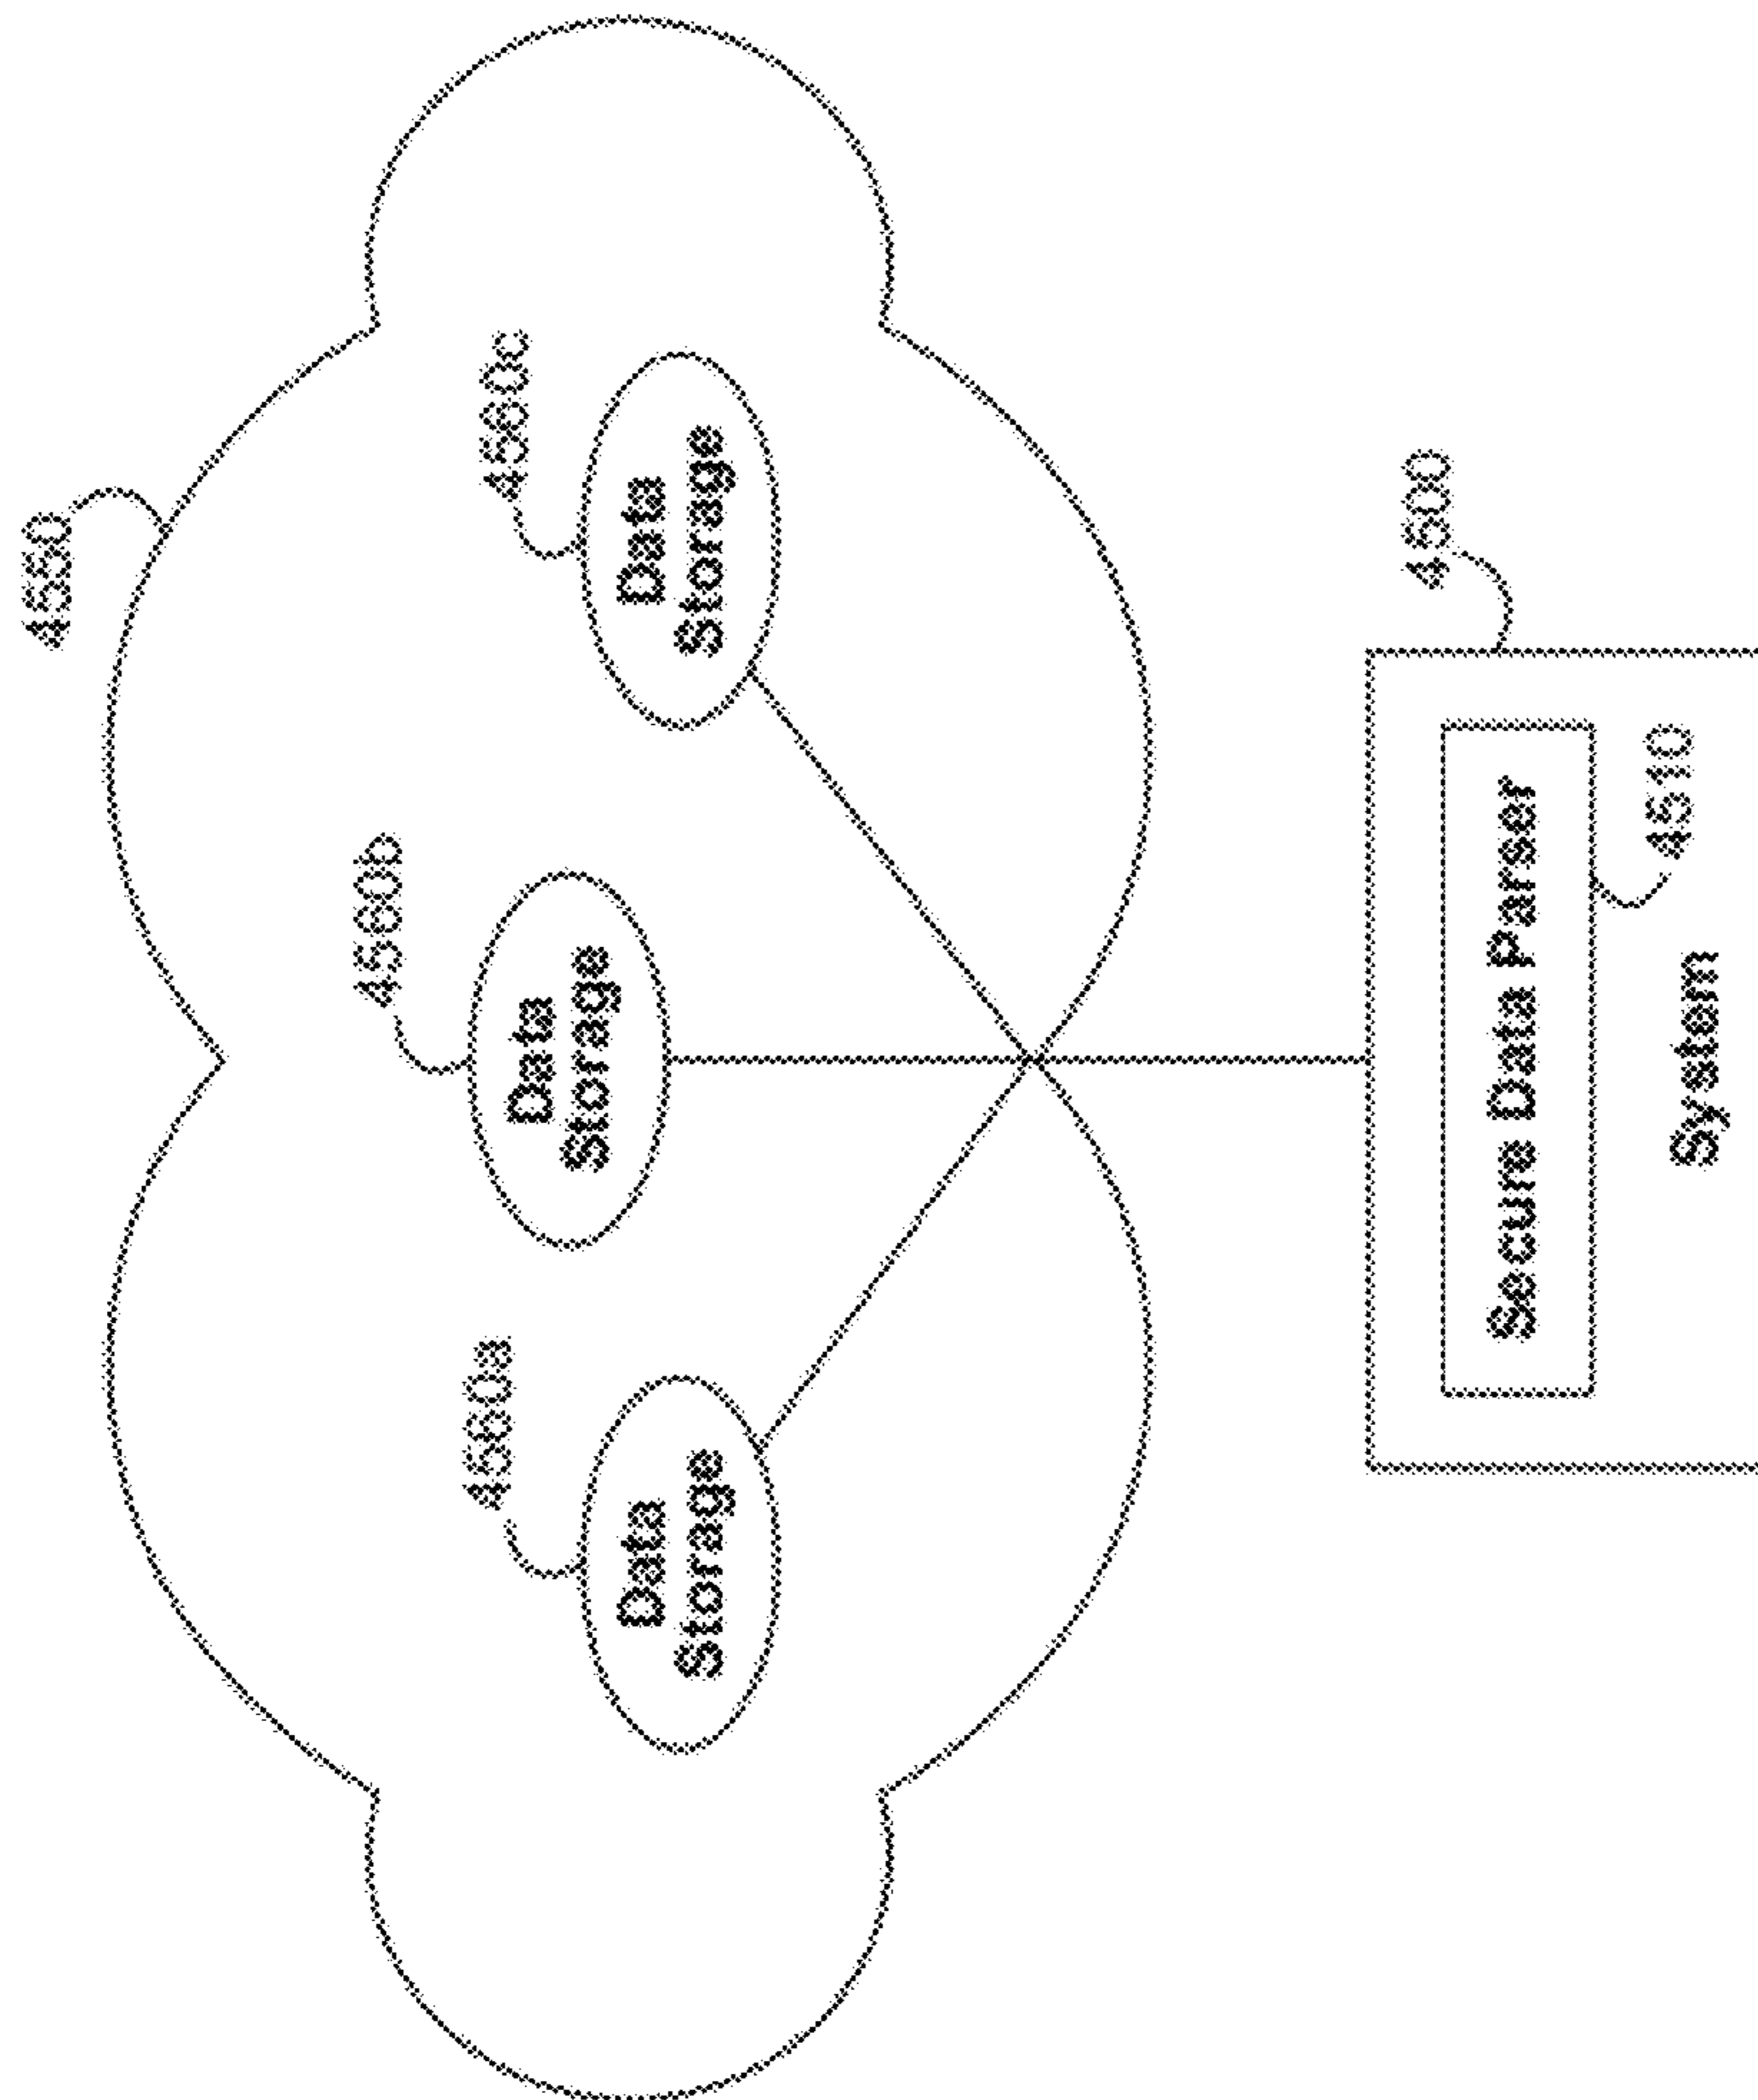 4550
4560a
Data
Storage
4560b
Data
Storage
4560c
Data
Storage
4500
Secure Data Parser
4510
System